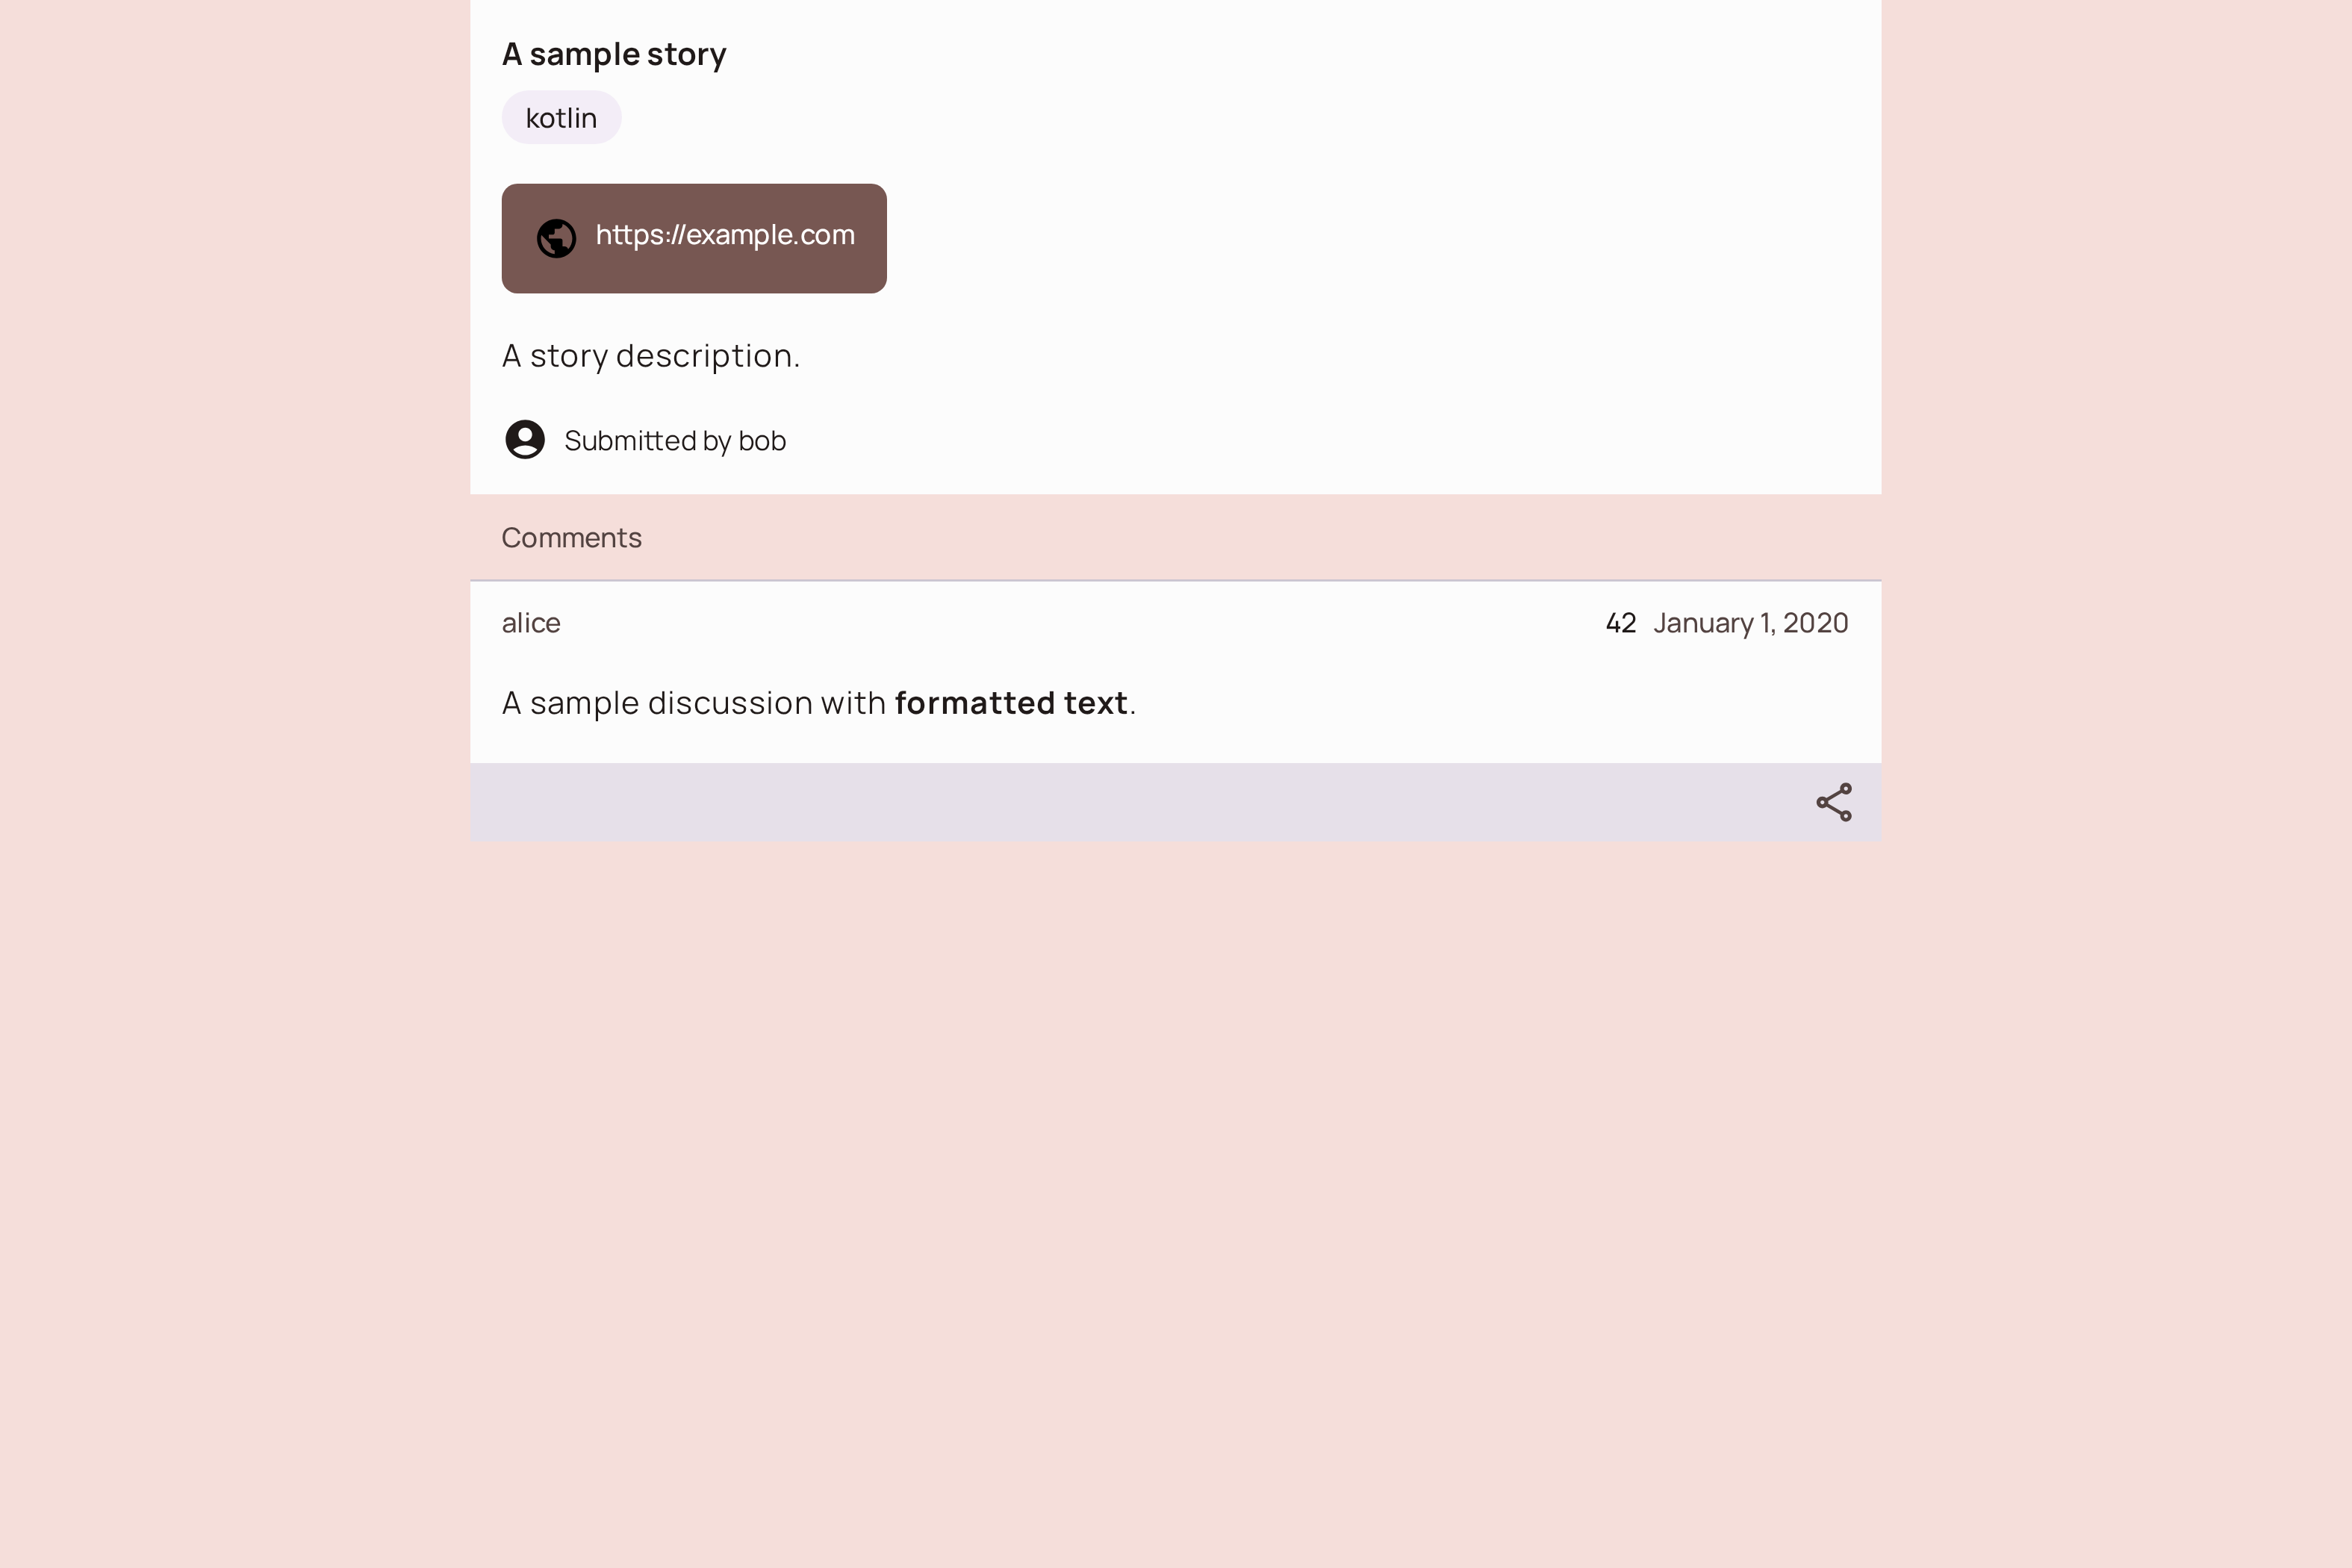 A sample story
kotlin
https://example.com
A story description.
Submitted by bob
Comments
alice 42 January 1, 2020
A sample discussion with formatted text.